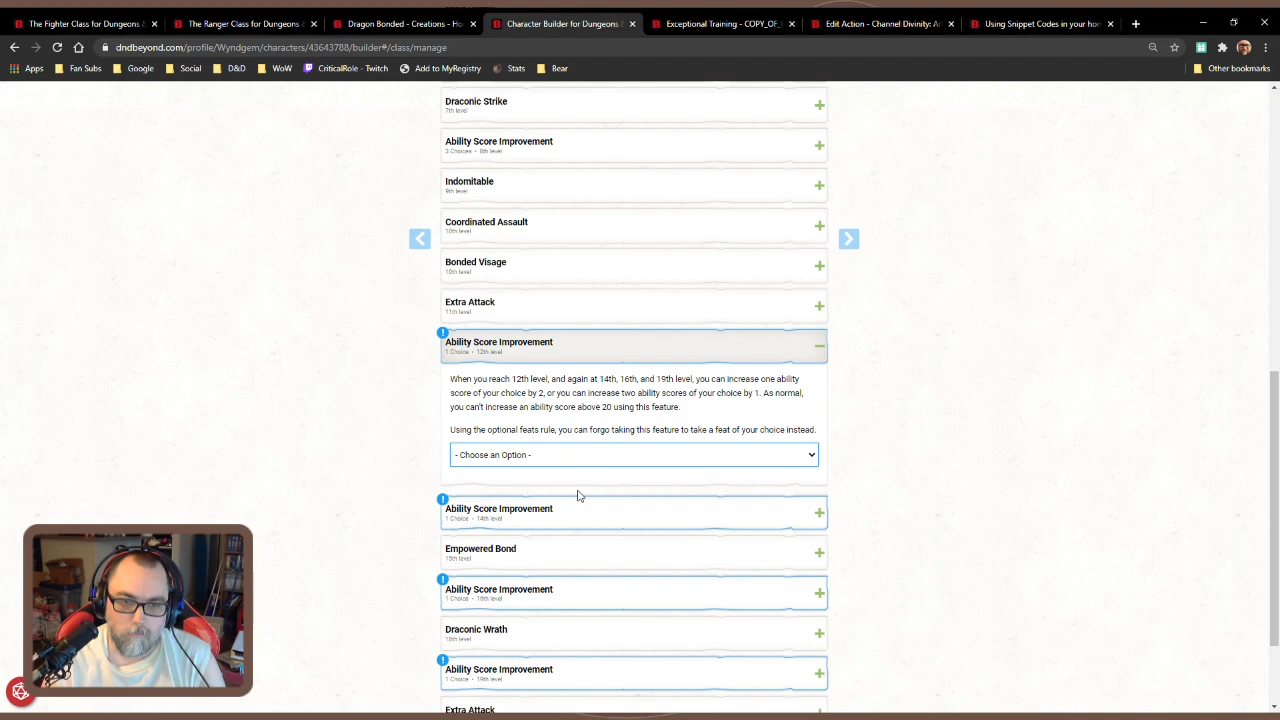 The Fighter Class for Dungeons &
The Ranger Class for Dungeons &
Dragon Bonded - Creations - Ho
Character Builder for Dungeons &
Exceptional Training - COPY_OF_
Edit Action - Channel Divinity: Ar
Using Snippet Codes in your hon
dndbeyond.com/profile/Wyndgem/characters/43643788/builder#/class/manage
Apps
Fan Subs
Google
Social
D&D
WoW
CriticalRole - Twitch
Add to MyRegistry
Stats
Bear
Other bookmarks
Draconic Strike
7th level
Ability Score Improvement
3 Choices • 8th level
Indomitable
9th level
Coordinated Assault
10th level
Bonded Visage
10th level
Extra Attack
11th level
Ability Score Improvement
1 Choice • 12th level
When you reach 12th level, and again at 14th, 16th, and 19th level, you can increase one ability
score of your choice by 2, or you can increase two ability scores of your choice by 1. As normal,
you can't increase an ability score above 20 using this feature.
Using the optional feats rule, you can forgo taking this feature to take a feat of your choice instead.
- Choose an Option -
Ability Score Improvement
1 Choice • 14th level
Empowered Bond
15th level
Ability Score Improvement
1 Choice • 16th level
Draconic Wrath
18th level
Ability Score Improvement
1 Choice • 19th level
Extra Attack